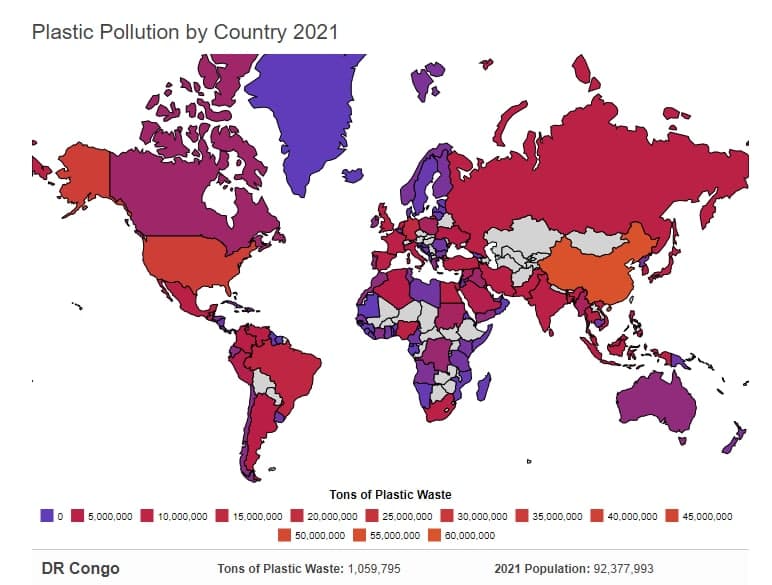 Plastic Pollution by Country 2021
Tons of Plastic Waste
0 5,000,000 10,000,000 15,000,000 20,000,000 25,000,000 30,000,000 35,000,000 40,000,000 45,000,000
50,000,000 55,000,000 60,000,000
DR Congo Tons of Plastic Waste: 1,059,795 2021 Population: 92,377,993